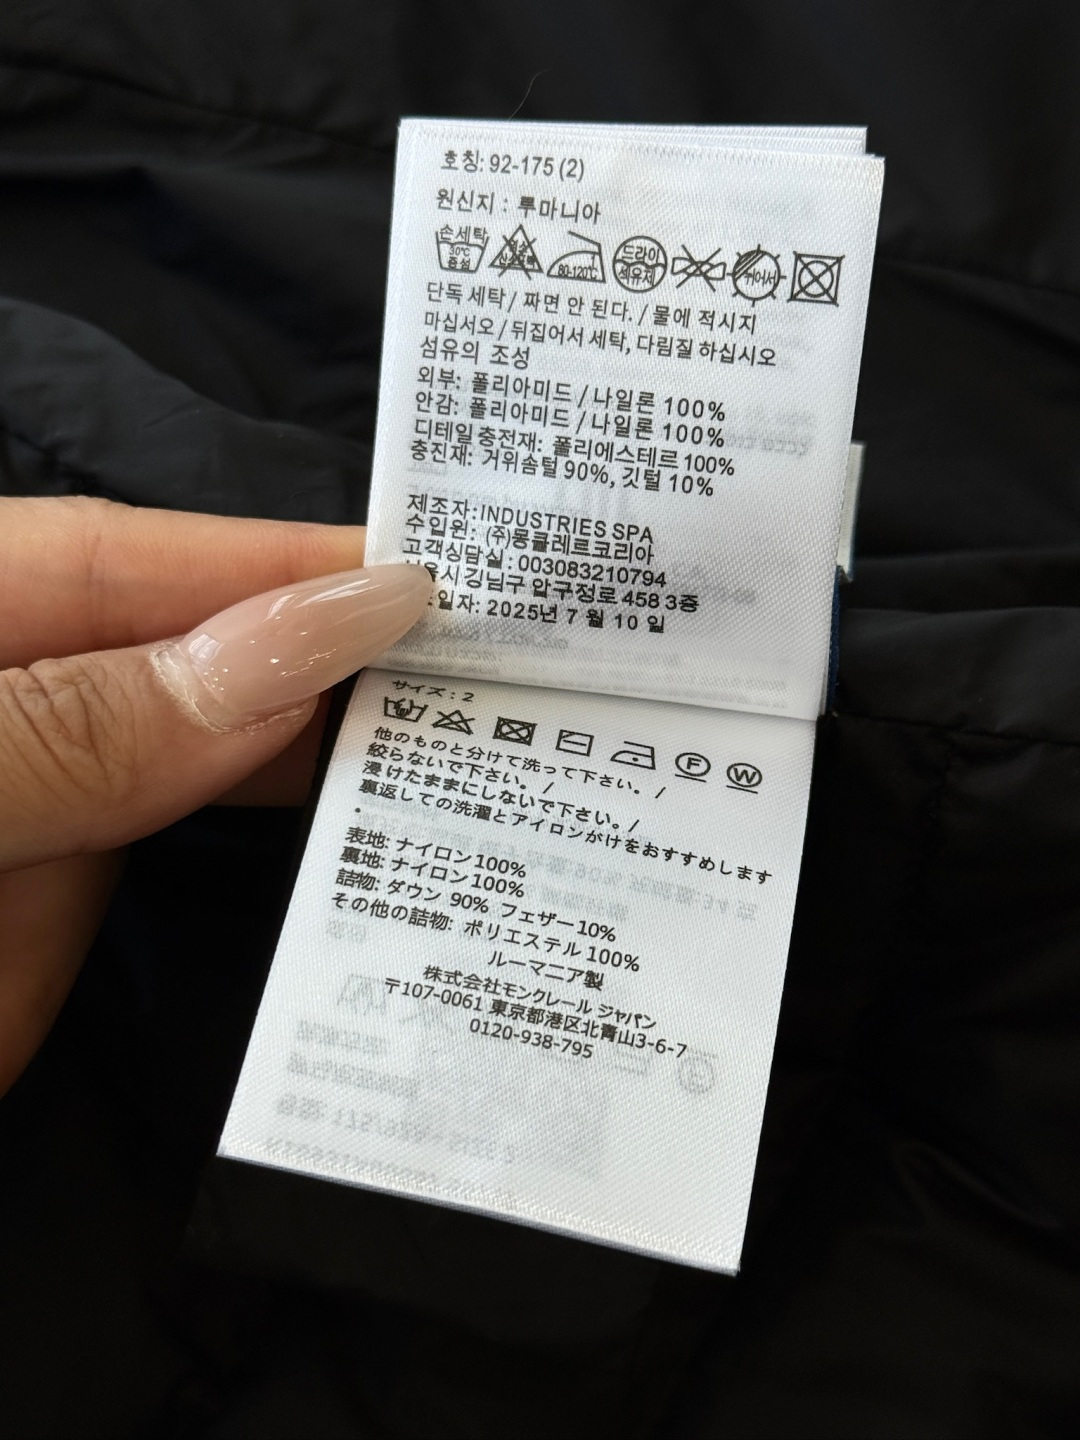 호칭: 92-175 (2)
원신지 : 루마니아
손세탁
30℃
중성
80-120℃
드라이
뉘어서
단독 세탁 / 짜면 안 된다. / 물에 적시지
마십서오 / 뒤집어서 세탁, 다림질 하십시오
섬유의 조성
외부: 폴리아미드 / 나일론 100%
안감: 폴리아미드 / 나일론 100%
디테일 충전재: 폴리에스테르 100%
충진재: 거위솜털 90%, 깃털 10%
제조자: INDUSTRIES SPA
수입원: (주)몽클레르코리아
고객싱담실: 003083210794
시 깅님구 압구정로 458 3층
일자: 2025년 7 월 10 일
サイズ: 2
他のものと分けて洗って下さい。 /
絞らないで下さい。 /
浸けたままにしないで下さい。/
裏返しての洗濯とアイロンがけをおすすめします
.
表地: ナイロン100%
裏地: ナイロン100%
詰物: ダウン 90% フェザー10%
その他の詰物: ポリエステル 100%
ルーマニア製
株式会社モンクレール ジャパン
〒107-0061 東京都港区北青山3-6-7
0120-938-795